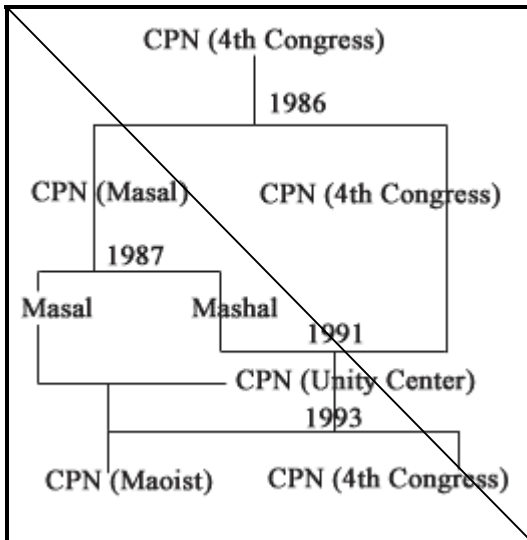 CPN (4th Congress)
1986
CPN (Masal)
CPN (4th Congress)
1987
Masal
Mashal
1991
CPN (Unity Center)
1993
CPN (Maoist)
CPN (4th Congress)